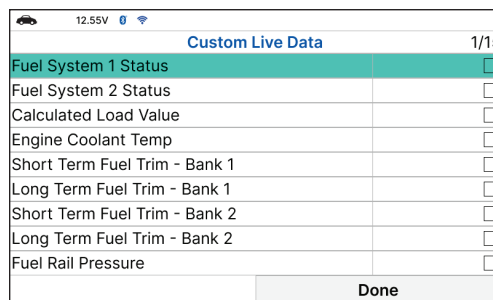 12.55V
Custom Live Data 1/1
Fuel System 1 Status
Fuel System 2 Status
Calculated Load Value
Engine Coolant Temp
Short Term Fuel Trim - Bank 1
Long Term Fuel Trim - Bank 1
Short Term Fuel Trim - Bank 2
Long Term Fuel Trim - Bank 2
Fuel Rail Pressure
Done